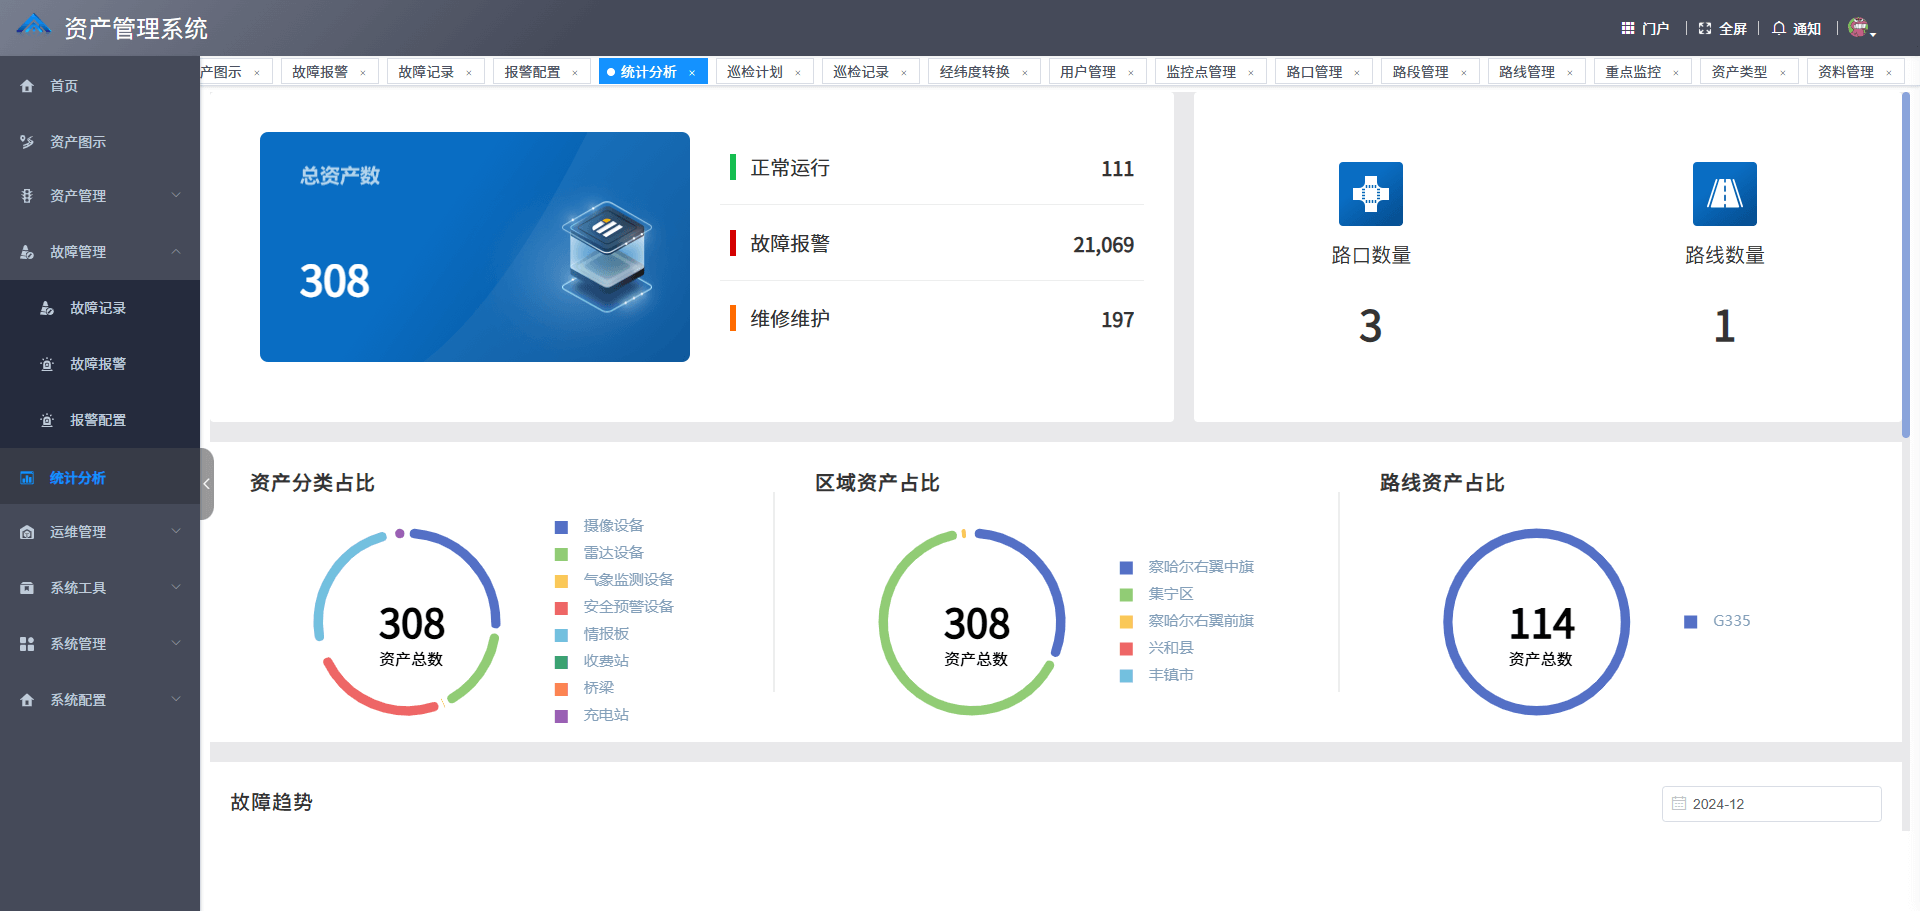 资产管理系统
门户
全屏
通知
产图示 ×
故障报警 ×
故障记录 ×
报警配置 ×
统计分析 ×
巡检计划 ×
巡检记录 ×
经纬度转换 ×
用户管理 ×
监控点管理 ×
路口管理 ×
路段管理 ×
路线管理 ×
重点监控 ×
资产类型 ×
资料管理 ×
首页
资产图示
资产管理
故障管理
故障记录
故障报警
报警配置
统计分析
运维管理
系统工具
系统管理
系统配置
总资产数
308
正常运行 111
故障报警 21,069
维修维护 197
路口数量
3
路线数量
1
资产分类占比
308
资产总数
摄像设备
雷达设备
气象监测设备
安全预警设备
情报板
收费站
桥梁
充电站
区域资产占比
308
资产总数
察哈尔右翼中旗
集宁区
察哈尔右翼前旗
兴和县
丰镇市
路线资产占比
114
资产总数
G335
故障趋势
2024-12